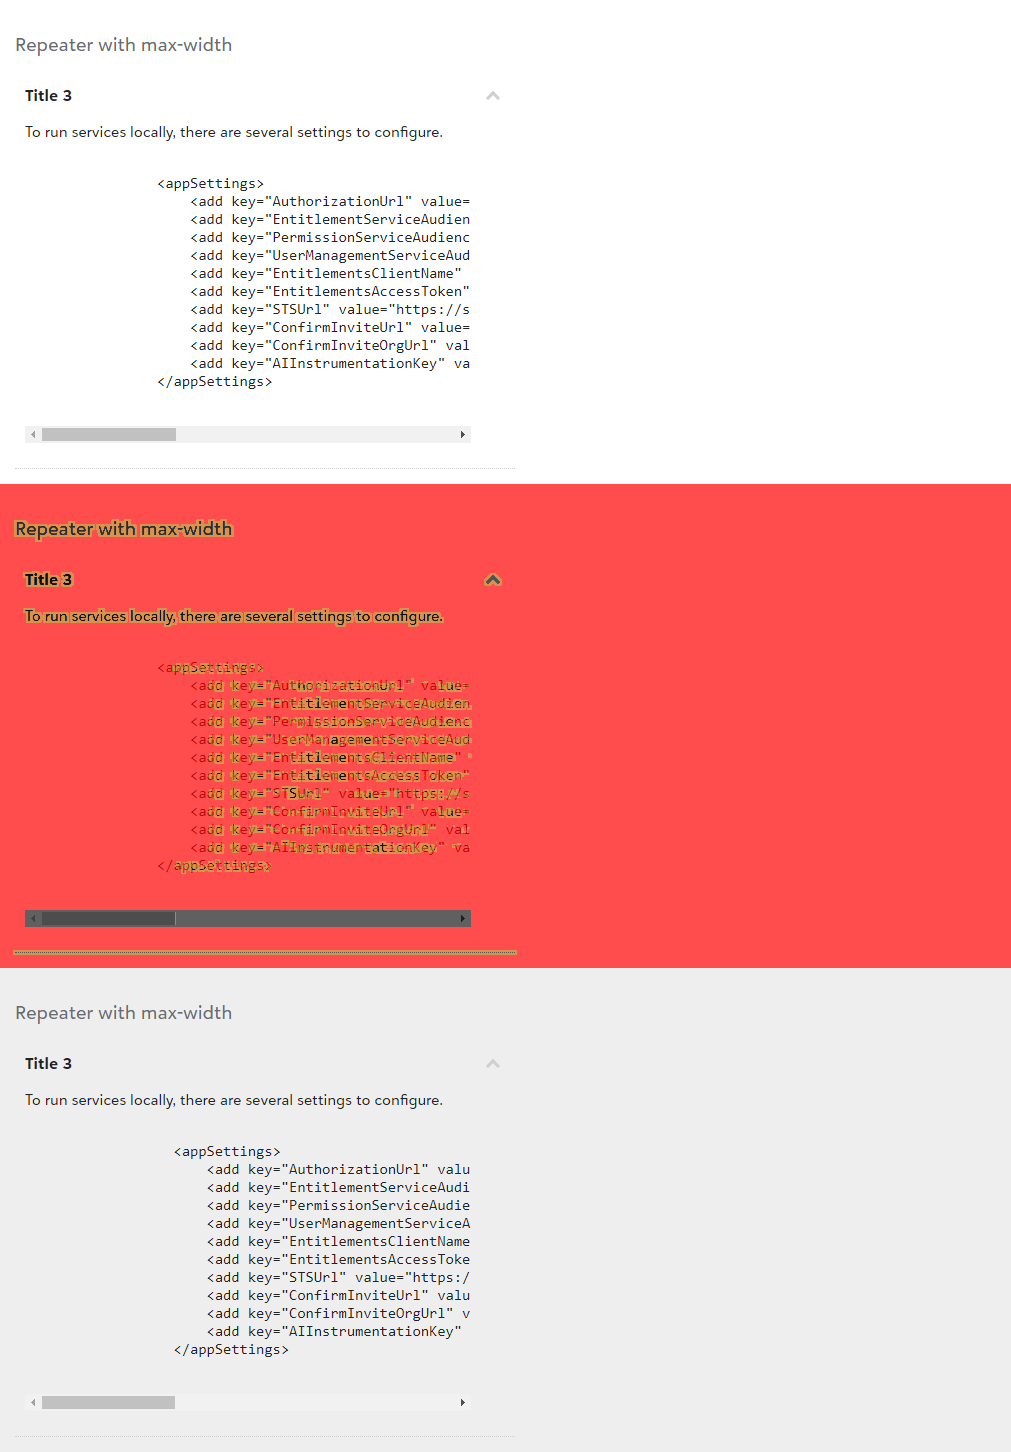 Repeater with max-width
Title 3
To run services locally, there are several settings to configure.
<appSettings>
<add key="AuthorizationUrl" value=
<add key="EntitlementServiceAudien
<add key="PermissionServiceAudienc
<add key="UserManagementServiceAud
<add key="EntitlementsClientName"
<add key="EntitlementsAccessToken"
<add key="STSUrl" value="https://s
<add key="ConfirmInviteUrl" value=
<add key="ConfirmInviteOrgUrl" val
<add key="AIInstrumentationKey" va
</appSettings>
Repeater with max-width
Title 3
To run services locally, there are several settings to configure.
<appSettings>
<add key="AuthorizationUrl" value=
<add key="EntitlementServiceAudien
<add key="PermissionServiceAudienc
<add key="UserManagementServiceAud
<add key="EntitlementsClientName"
<add key="EntitlementsAccessToken"
<add key="STSUrl" value="https://s
<add key="ConfirmInviteUrl" value=
<add key="ConfirmInviteOrgUrl" val
<add key="AIInstrumentationKey" va
</appSettings>
Repeater with max-width
Title 3
To run services locally, there are several settings to configure.
<appSettings>
<add key="AuthorizationUrl" valu
<add key="EntitlementServiceAudi
<add key="PermissionServiceAudie
<add key="UserManagementServiceA
<add key="EntitlementsClientName
<add key="EntitlementsAccessToke
<add key="STSUrl" value="https:/
<add key="ConfirmInviteUrl" valu
<add key="ConfirmInviteOrgUrl" v
<add key="AIInstrumentationKey"
</appSettings>